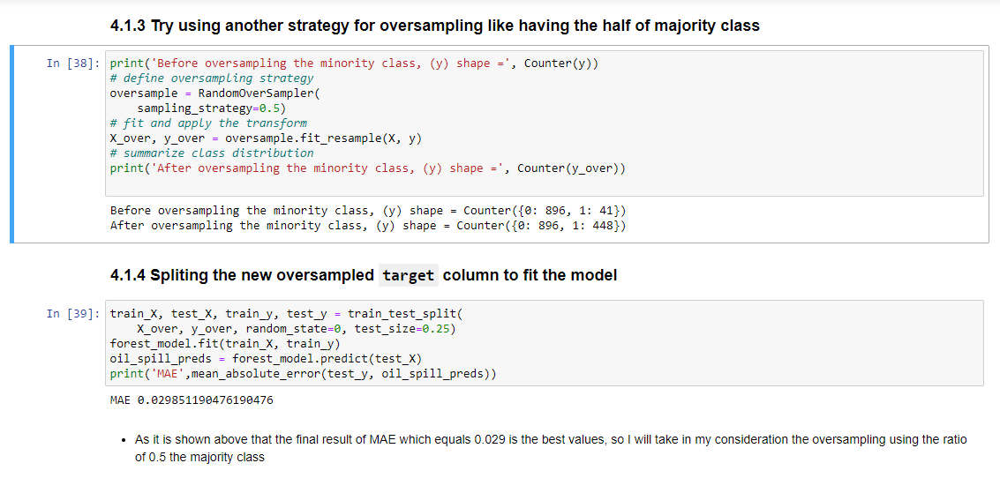 4.1.3 Try using another strategy for oversampling like having the half of majority class
In [38]: print('Before oversampling the minority class, (y) shape =', Counter(y))
# define oversampling strategy
oversample = RandomOverSampler(
    sampling_strategy=0.5)
# fit and apply the transform
X_over, y_over = oversample.fit_resample(X, y)
# summarize class distribution
print('After oversampling the minority class, (y) shape =', Counter(y_over))
Before oversampling the minority class, (y) shape = Counter({0: 896, 1: 41})
After oversampling the minority class, (y) shape = Counter({0: 896, 1: 448})
4.1.4 Spliting the new oversampled target column to fit the model
In [39]: train_X, test_X, train_y, test_y = train_test_split(
    X_over, y_over, random_state=0, test_size=0.25)
forest_model.fit(train_X, train_y)
oil_spill_preds = forest_model.predict(test_X)
print('MAE',mean_absolute_error(test_y, oil_spill_preds))
MAE 0.029851190476190476
• As it is shown above that the final result of MAE which equals 0.029 is the best values, so I will take in my consideration the oversampling using the ratio
of 0.5 the majority class